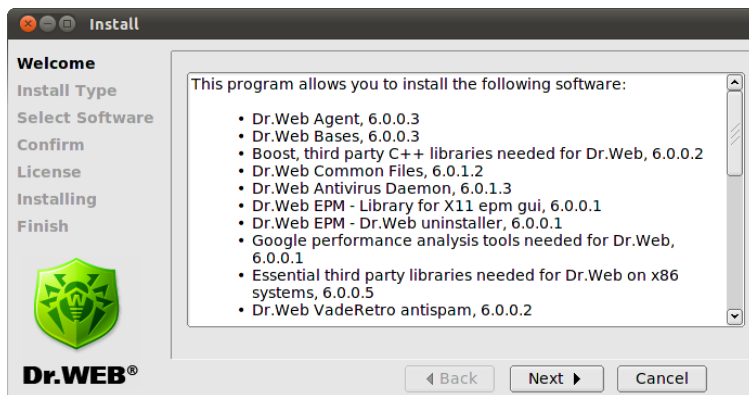 Install
Welcome
Install Type
Select Software
Confirm
License
Installing
Finish
This program allows you to install the following software:
• Dr.Web Agent, 6.0.0.3
• Dr.Web Bases, 6.0.0.3
• Boost, third party C++ libraries needed for Dr.Web, 6.0.0.2
• Dr.Web Common Files, 6.0.1.2
• Dr.Web Antivirus Daemon, 6.0.1.3
• Dr.Web EPM - Library for X11 epm gui, 6.0.0.1
• Dr.Web EPM - Dr.Web uninstaller, 6.0.0.1
• Google performance analysis tools needed for Dr.Web,
6.0.0.1
• Essential third party libraries needed for Dr.Web on x86
systems, 6.0.0.5
• Dr.Web VadeRetro antispam, 6.0.0.2
Dr.WEB®
Back
Next
Cancel